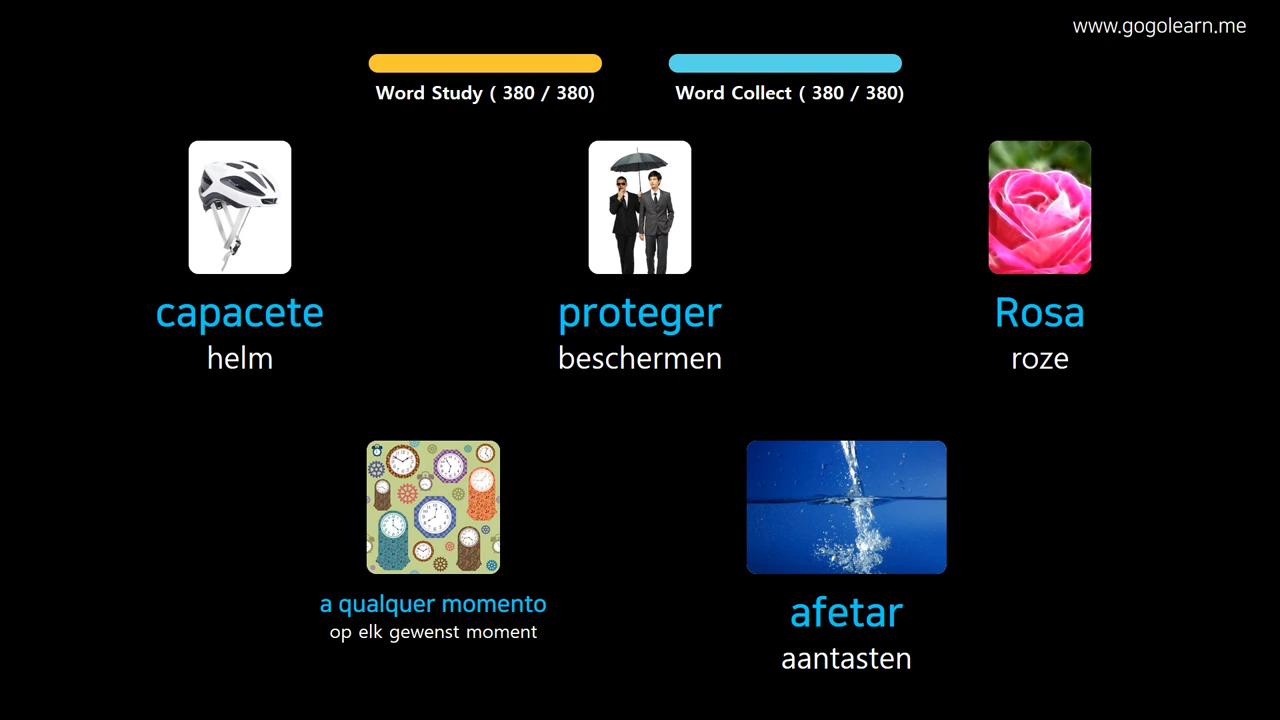 www.gogolearn.me
Word Study ( 380 / 380)
Word Collect ( 380 / 380)
capacete
helm
proteger
beschermen
Rosa
roze
a qualquer momento
op elk gewenst moment
afetar
aantasten